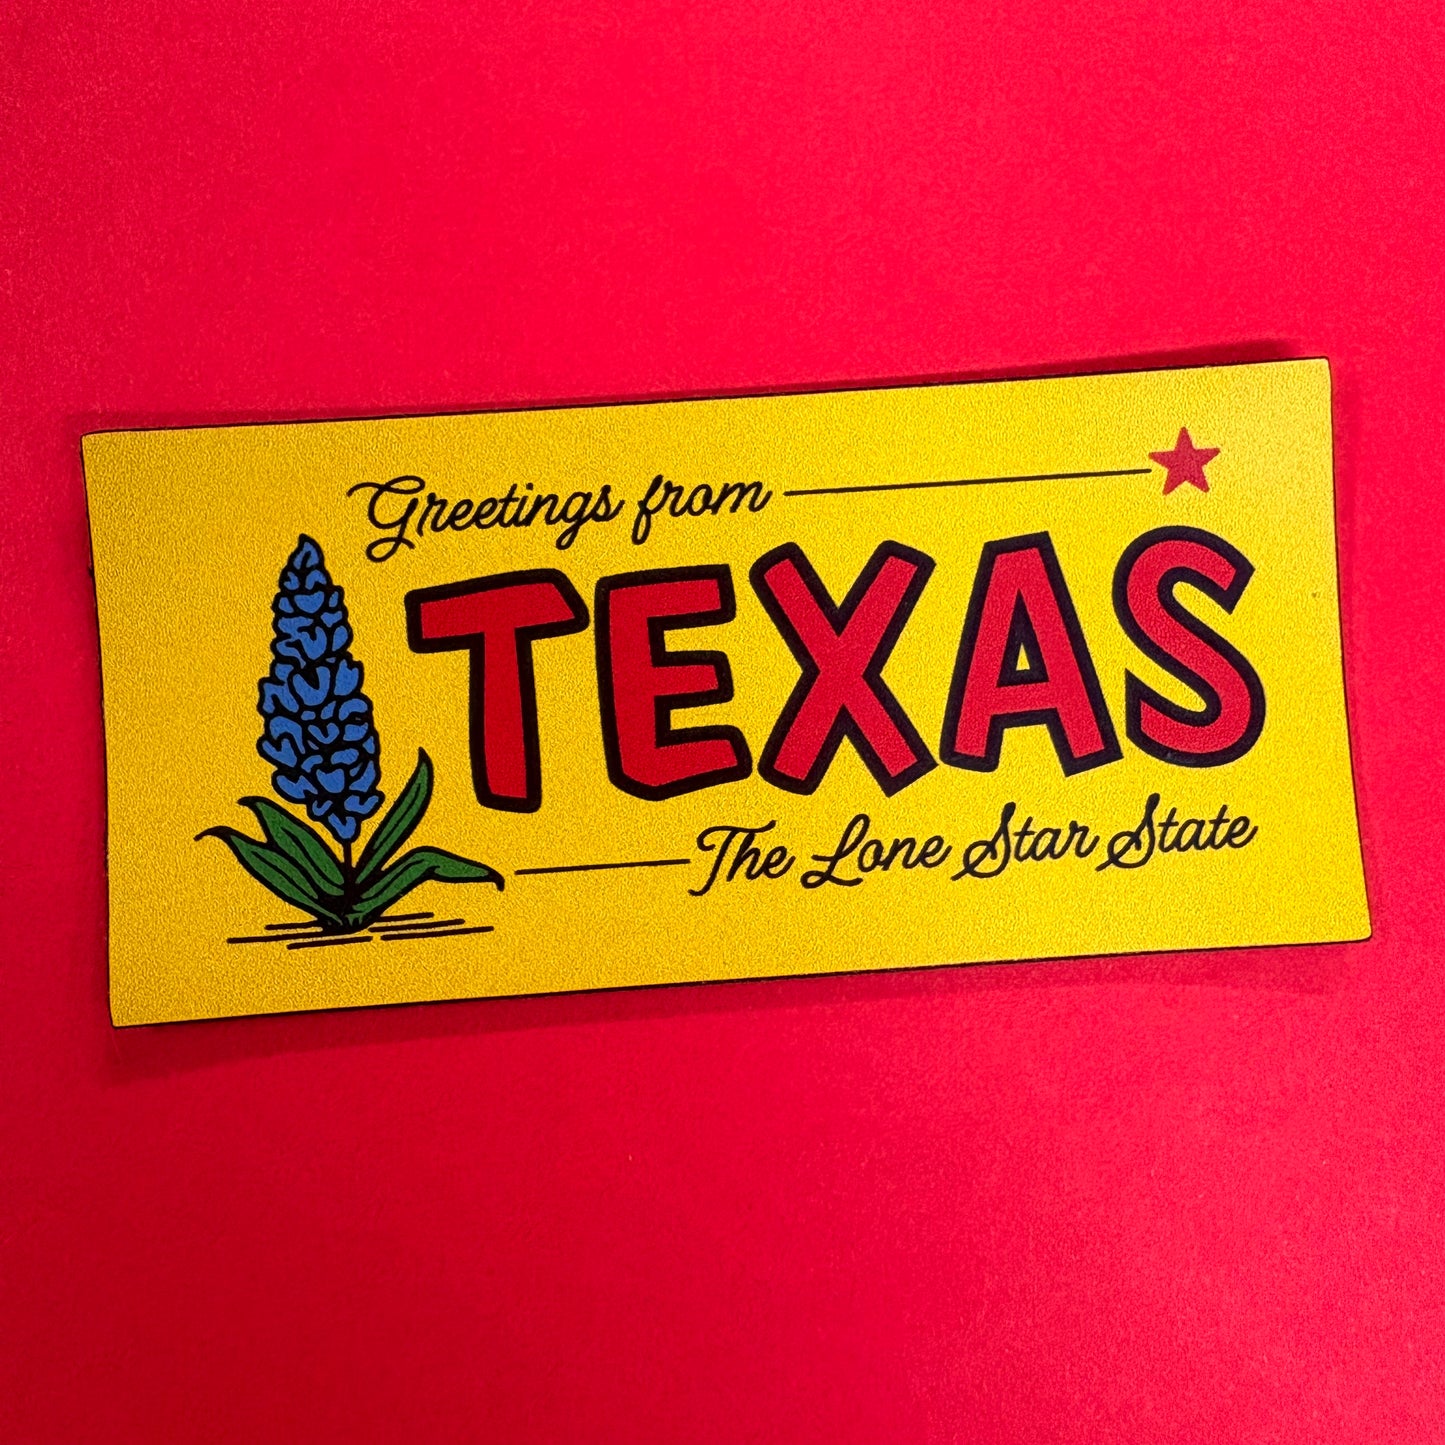 Greetings from
TEXAS
The Lone Star State